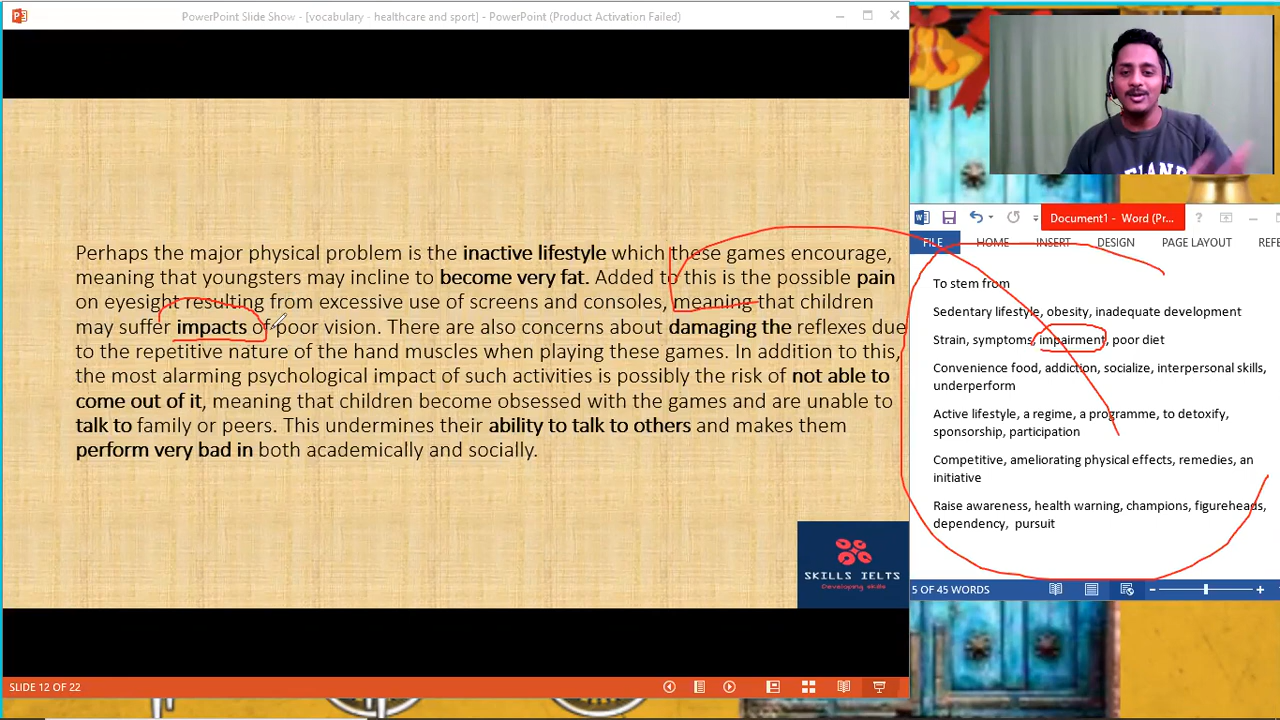 PowerPoint Slide Show - [vocabulary - healthcare and sport] - PowerPoint (Product Activation Failed)
Perhaps the major physical problem is the inactive lifestyle which these games encourage,
meaning that youngsters may incline to become very fat. Added to this is the possible pain
on eyesight resulting from excessive use of screens and consoles, meaning that children
may suffer impacts of poor vision. There are also concerns about damaging the reflexes due
to the repetitive nature of the hand muscles when playing these games. In addition to this,
the most alarming psychological impact of such activities is possibly the risk of not able to
come out of it, meaning that children become obsessed with the games and are unable to
talk to family or peers. This undermines their ability to talk to others and makes them
perform very bad in both academically and socially.
SKILLS IELTS
Developing skills
SLIDE 12 OF 22
Document1 - Word (Pr...
FILE HOME INSERT DESIGN PAGE LAYOUT REFE
To stem from
Sedentary lifestyle, obesity, inadequate development
Strain, symptoms, impairment, poor diet
Convenience food, addiction, socialize, interpersonal skills,
underperform
Active lifestyle, a regime, a programme, to detoxify,
sponsorship, participation
Competitive, ameliorating physical effects, remedies, an
initiative
Raise awareness, health warning, champions, figureheads,
dependency, pursuit
5 OF 45 WORDS